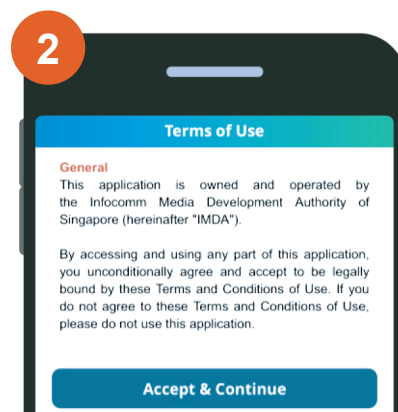 2
Terms of Use
General
This application is owned and operated by
the Infocomm Media Development Authority of
Singapore (hereinafter "IMDA").
By accessing and using any part of this application,
you unconditionally agree and accept to be legally
bound by these Terms and Conditions of Use. If you
do not agree to these Terms and Conditions of Use,
please do not use this application.
Accept & Continue